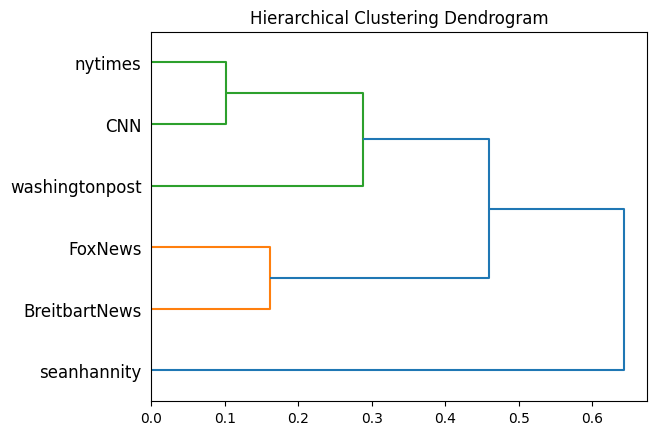 Hierarchical Clustering Dendrogram
nytimes
CNN
washingtonpost
FoxNews
BreitbartNews
seanhannity
0.0 0.1 0.2 0.3 0.4 0.5 0.6